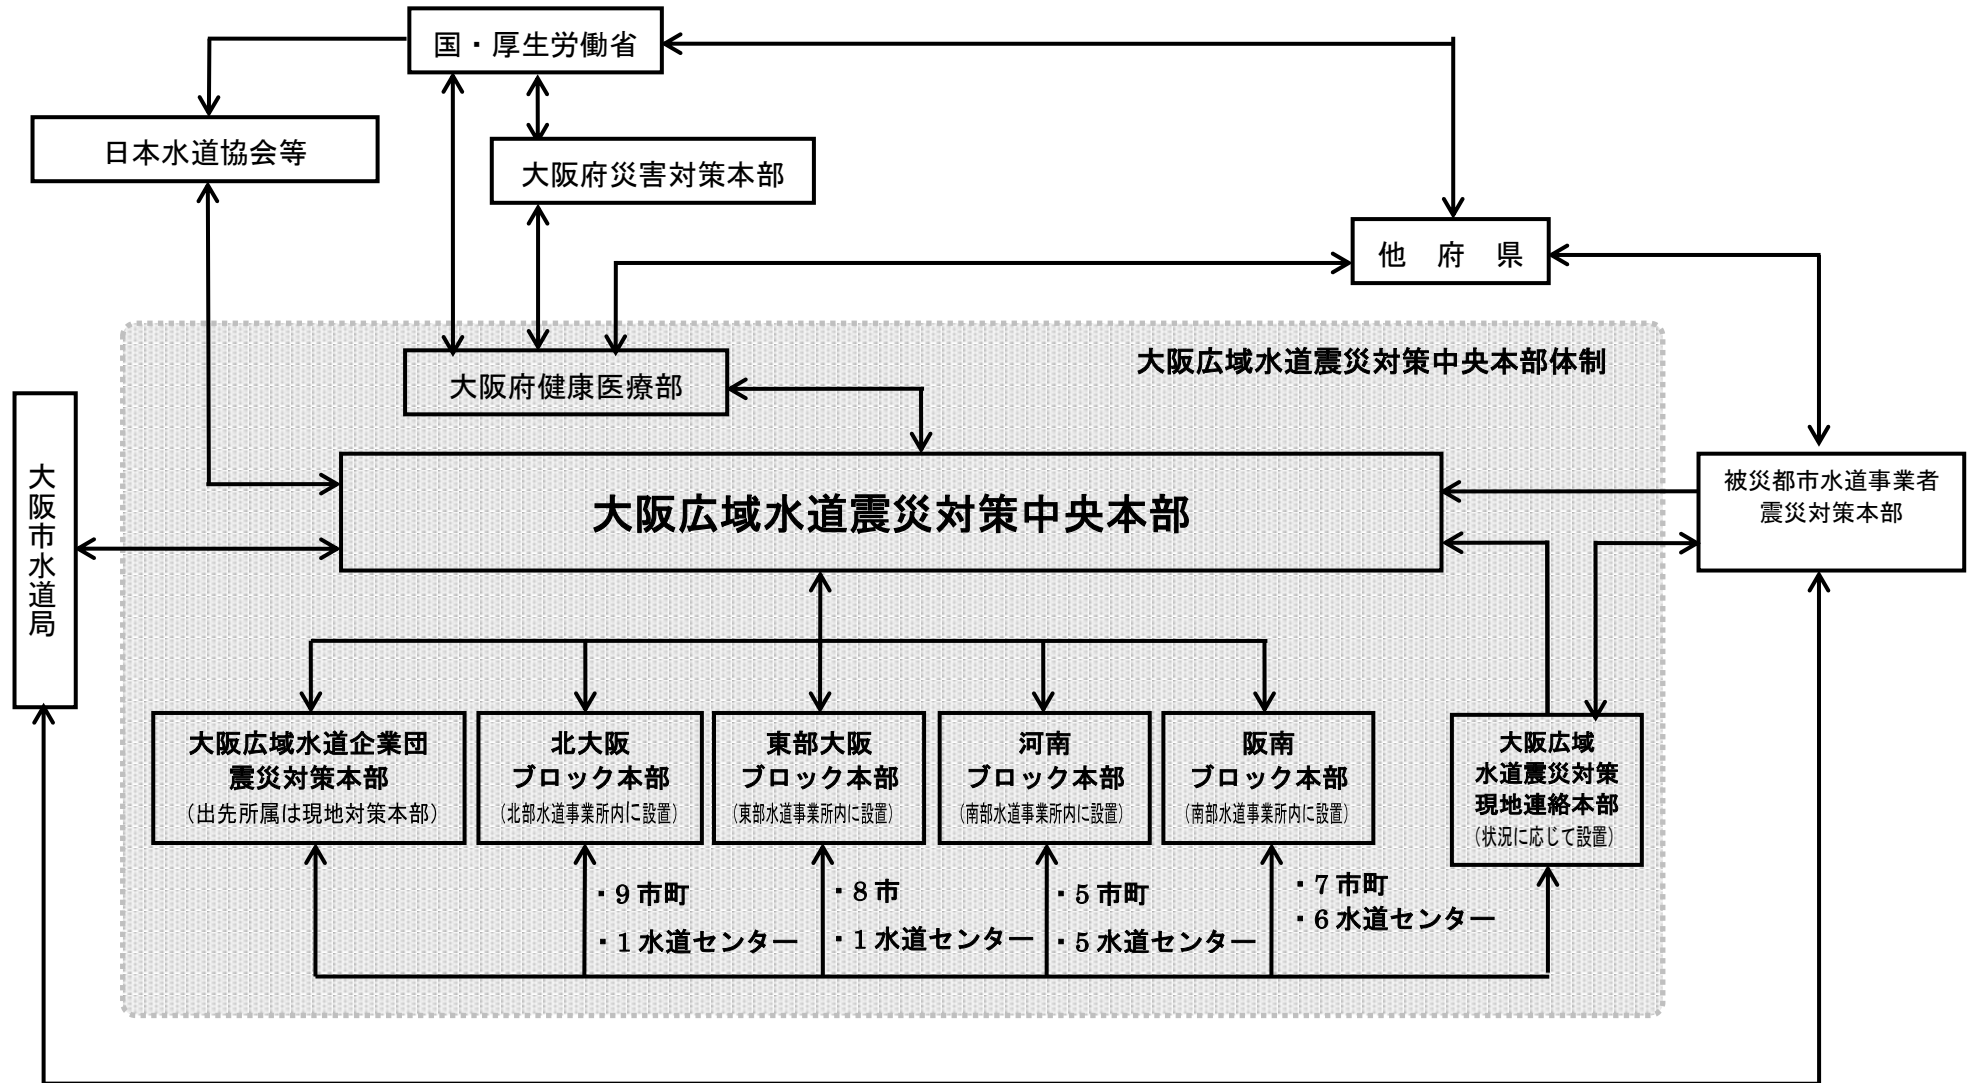 国・厚生労働省
日本水道協会等
大阪府災害対策本部
他　府　県
大阪広域水道震災対策中央本部体制
大阪府健康医療部
大阪市水道局
大阪広域水道震災対策中央本部
被災都市水道事業者
震災対策本部
大阪広域水道企業団
震災対策本部
（出先所属は現地対策本部）
北大阪
ブロック本部
（北部水道事業所内に設置）
東部大阪
ブロック本部
（東部水道事業所内に設置）
河南
ブロック本部
（南部水道事業所内に設置）
阪南
ブロック本部
（南部水道事業所内に設置）
大阪広域
水道震災対策
現地連絡本部
（状況に応じて設置）
・9 市町
・1 水道センター
・8 市
・1 水道センター
・5 市町
・5 水道センター
・7 市町
・6 水道センター